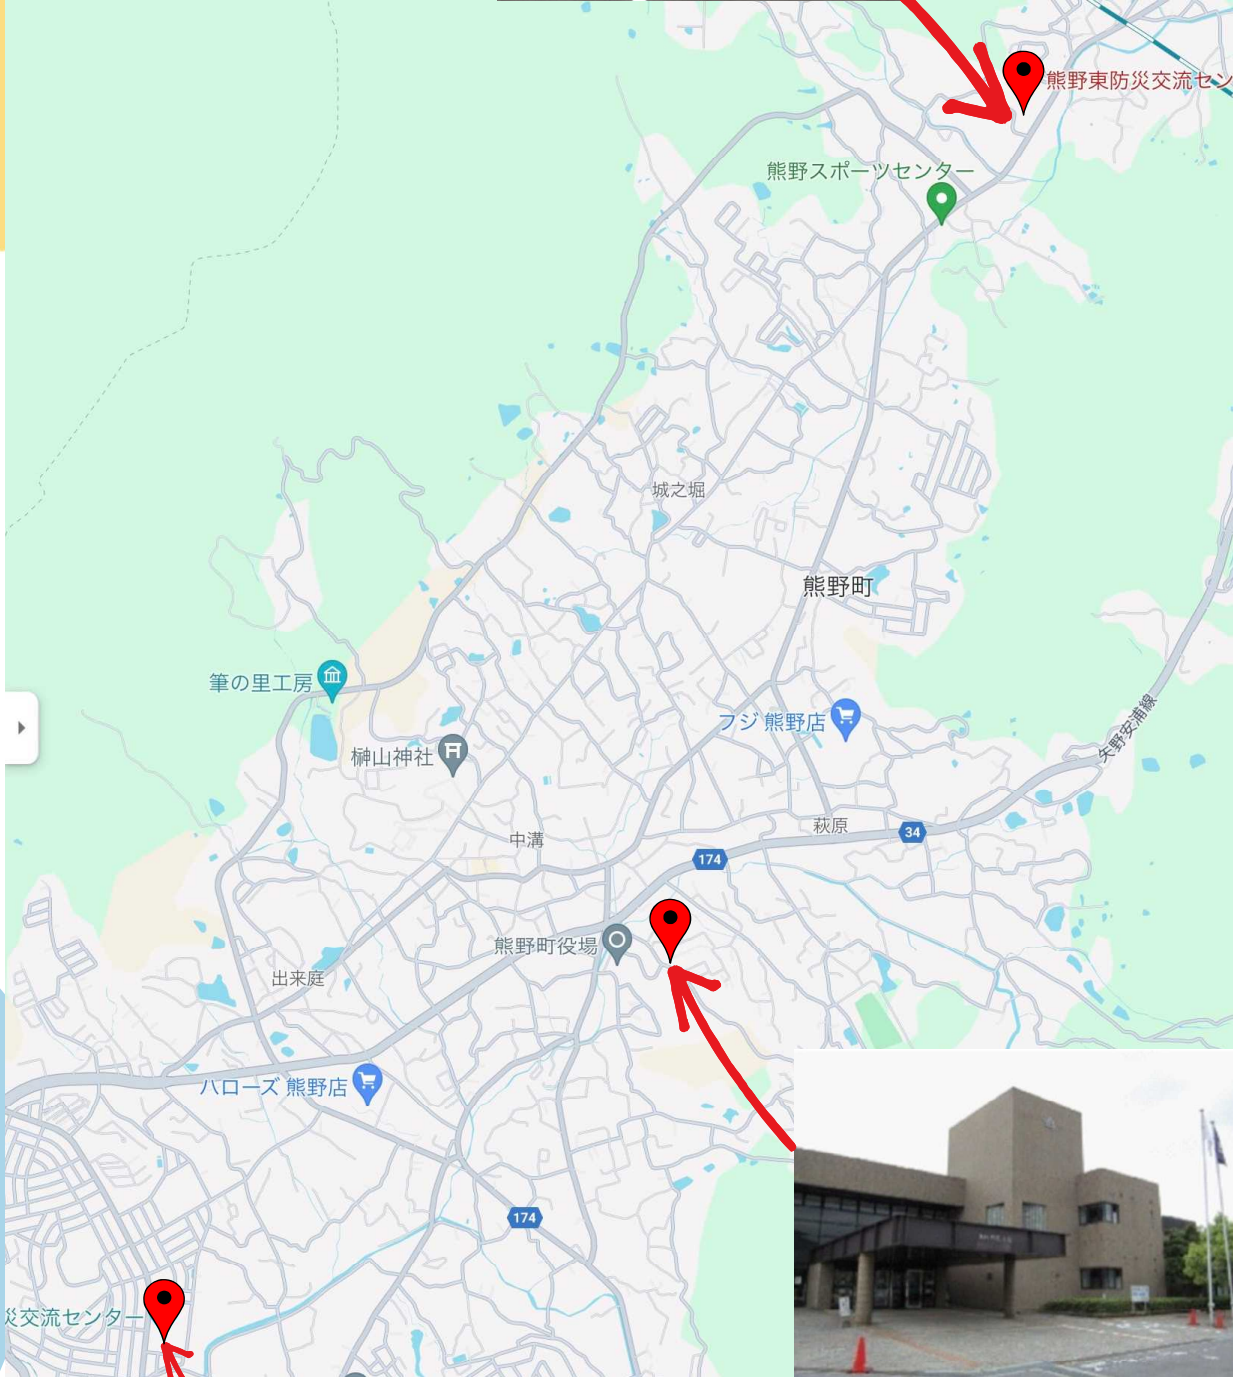 熊野東防災交流セン
熊野スポーツセンター
城之堀
熊野町
筆の里工房
フジ 熊野店
榊山神社
矢野安浦線
萩原
34
中溝
174
熊野町役場
出来庭
ハローズ 熊野店
174
災交流センター